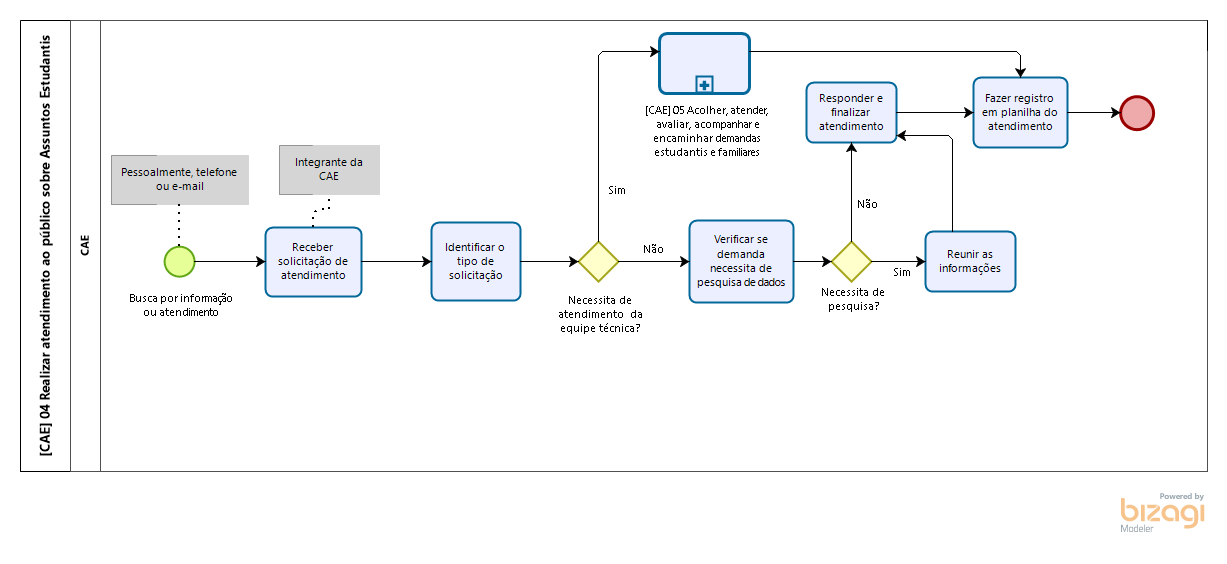 [CAE] 04 Realizar atendimento ao público sobre Assuntos Estudantis
CAE
Pessoalmente, telefone
ou e-mail
Busca por informação
ou atendimento
Integrante da
CAE
Receber
solicitação de
atendimento
Identificar o
tipo de
solicitação
Necessita de
atendimento da
equipe técnica?
Sim
[CAE] 05 Acolher, atender,
avaliar, acompanhar e
encaminhar demandas
estudantis e familiares
Não
Verificar se
demanda
necessita de
pesquisa de dados
Necessita de
pesquisa?
Não
Sim
Responder e
finalizar
atendimento
Reunir as
informações
Fazer registro
em planilha do
atendimento
Powered by
bizagi
Modeler